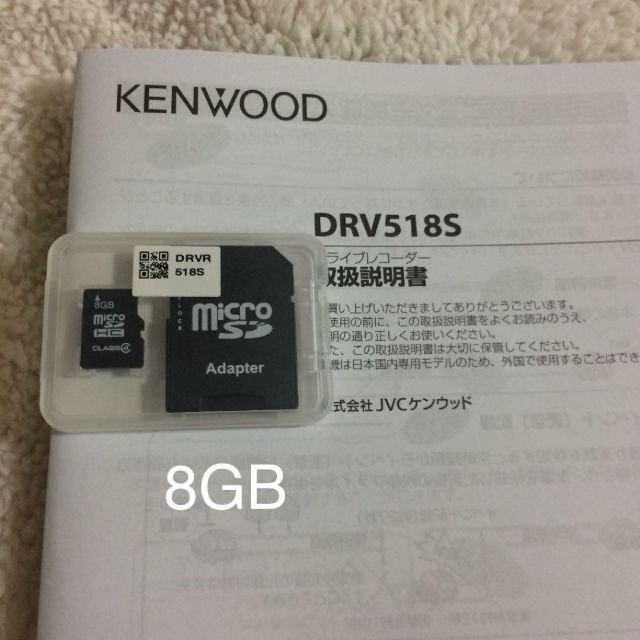 KENWOOD
DRV518S
ライブレコーダー
取扱説明書
買い上げいただきましてありがとうございます。
使用の前に、この取扱説明書をよくお読みのうえ、
明の通り正しくお使いください。
た、この取扱説明書は大切に保管してください。
機は日本国内専用モデルのため、外国で使用することはでき
式会社 JVCケンウッド
DRVR
518S
8GB
micro
SD
HC
CLASS④
LOCK
micro
SD
Adapter
8GB